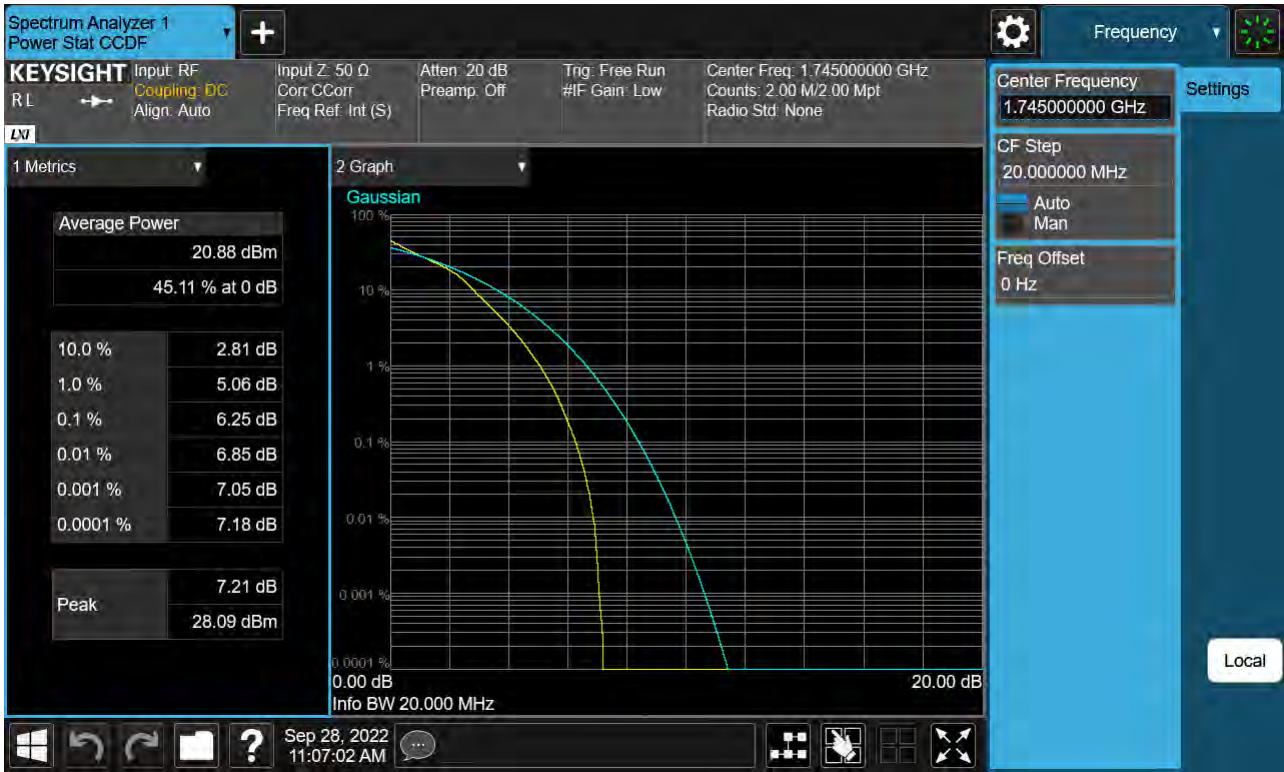 Spectrum Analyzer 1
Power Stat CCDF
+
Frequency
KEYSIGHT
RL
LXI
Input: RF
Coupling: DC
Align: Auto
Input Z: 50 Ω
Corr CCorr
Freq Ref: Int (S)
Atten: 20 dB
Preamp: Off
Trig: Free Run
#IF Gain: Low
Center Freq: 1.745000000 GHz
Counts: 2.00 M/2.00 Mpt
Radio Std: None
Center Frequency
1.745000000 GHz
Settings
CF Step
20.000000 MHz
Auto
Man
Freq Offset
0 Hz
Local
1 Metrics
Average Power
20.88 dBm
45.11 % at 0 dB
10.0 % 2.81 dB
1.0 % 5.06 dB
0.1 % 6.25 dB
0.01 % 6.85 dB
0.001 % 7.05 dB
0.0001 % 7.18 dB
Peak
7.21 dB
28.09 dBm
2 Graph
Gaussian
100 %
10 %
1 %
0.1 %
0.01 %
0.001 %
0.0001 %
0.00 dB 20.00 dB
Info BW 20.000 MHz
?
Sep 28, 2022
11:07:02 AM